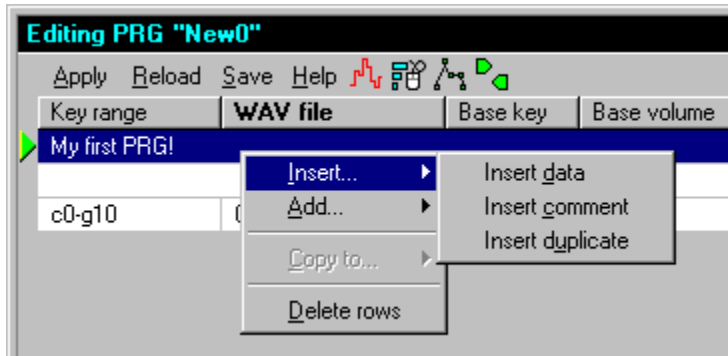 Editing PRG "New0"
Apply Reload Save Help
Key range WAV file Base key Base volume
My first PRG!
Insert... Insert data
Add... Insert comment
Insert duplicate
c0-g10
Copy to...
Delete rows